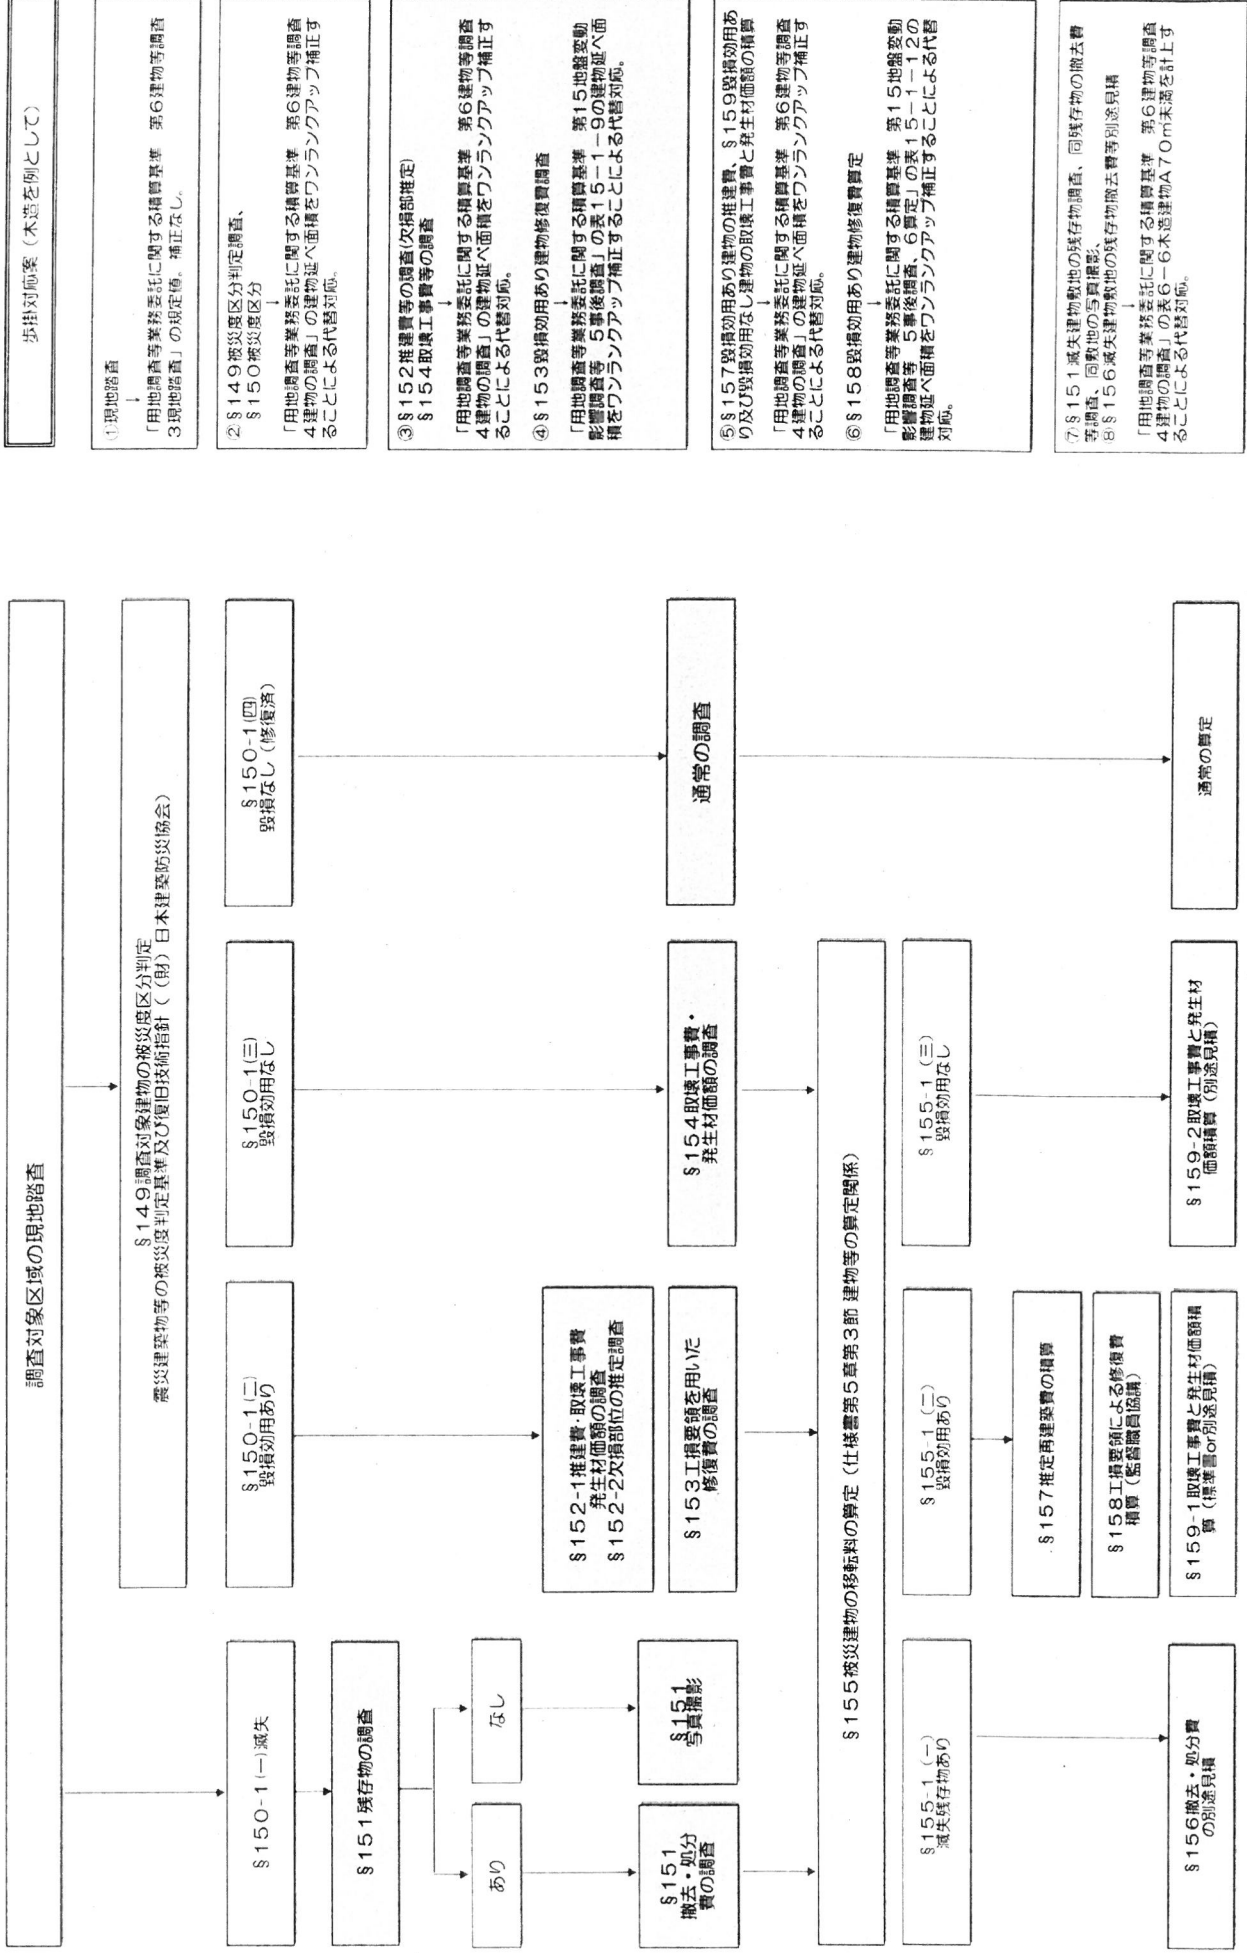 調査対象区域の現地踏査
§149調査対象建物の被災度区分判定
震災建築物等の被災度判定基準及び復旧技術指針((財)日本建築防災協会)
§150-1(一)滅失
§150-1(二)
毀損効用あり
§150-1(三)
毀損効用なし
§150-1(四)
毀損なし(修復済)
§151残存物の調査
あり
なし
§151
撤去・処分
費の調査
§151
写真撮影
§152-1推建費・取壊工事費
発生材価額の調査
§152-2欠損部位の推定調査
§153工損要領を用いた
修復費の調査
§154取壊工事費・
発生材価額の調査
通常の調査
§155被災建物の移転料の算定(仕様書第5章第3節 建物等の算定関係)
§155-1(一)
滅失残存物あり
§155-1(二)
毀損効用あり
§155-1(三)
毀損効用なし
§156撤去・処分費
の別途見積
§157推定再建築費の積算
§158工損要領による修復費
積算(監督職員協議)
§159-1取壊工事費と発生材価額積
算(標準書or別途見積)
§159-2取壊工事費と発生材
価額積算(別途見積)
通常の算定
歩掛対応案(木造を例として)
①現地踏査
↓
「用地調査等業務委託に関する積算基準 第6建物等調査
3現地踏査」の規定値。補正なし。
②§149被災度区分判定調査、
§150被災度区分
↓
「用地調査等業務委託に関する積算基準 第6建物等調査
4建物の調査」の建物延べ面積をワンランクアップ補正す
ることによる代替対応。
③§152推建費等の調査(欠損部推定)
§154取壊工事費等の調査
↓
「用地調査等業務委託に関する積算基準 第6建物等調査
4建物の調査」の建物延べ面積をワンランクアップ補正す
ることによる代替対応。
④§153毀損効用あり建物修復費調査
↓
「用地調査等業務委託に関する積算基準 第15地盤変動
影響調査等 5事後調査」の表15-1-9の建物延べ面
積をワンランクアップ補正することによる代替対応。
⑤§157毀損効用あり建物の推建費、§159毀損効用あ
り及び毀損効用なし建物の取壊工事費と発生材価額の積算
↓
「用地調査等業務委託に関する積算基準 第6建物等調査
4建物の調査」の建物延べ面積をワンランクアップ補正す
ることによる代替対応。
⑥§158毀損効用あり建物修復費算定
↓
「用地調査等業務委託に関する積算基準 第15地盤変動
影響調査等 5事後調査、6算定」の表15-1-12の
建物延べ面積をワンランクアップ補正することによる代替
対応。
⑦§151滅失建物敷地の残存物調査、同残存物の撤去費
等調査、同敷地の写真撮影、
⑧§156滅失建物敷地の残存物撤去費等別途見積
↓
「用地調査等業務委託に関する積算基準 第6建物等調査
4建物の調査」の表6-6木造建物A70㎡未満を計上す
ることによる代替対応。